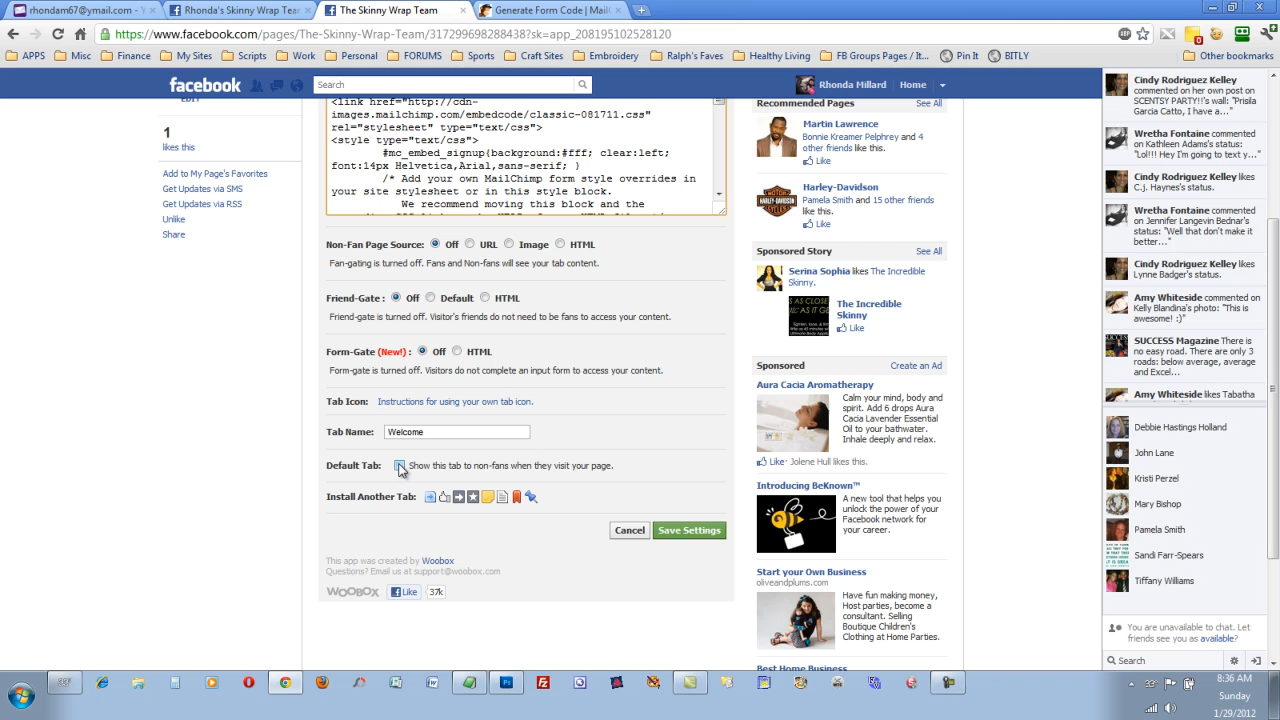 rhondam67@ymail.com -
Rhonda's Skinny Wrap Team
The Skinny Wrap Team
Generate Form Code | MailC
https://www.facebook.com/pages/The-Skinny-Wrap-Team/317299698288438?sk=app_208195102528120
APPS
Misc
Finance
My Sites
Scripts
Work
Personal
FORUMS
Sports
Craft Sites
Embroidery
Ralph's Faves
Healthy Living
FB Groups Pages / It...
Pin It
BITLY
Other bookmarks
facebook
Search
Rhonda Millard
Home
EDIT
1
likes this
Add to My Page's Favorites
Get Updates via SMS
Get Updates via RSS
Unlike
Share
<link href="http://cdn-
images.mailchimp.com/embedcode/classic-081711.css"
rel="stylesheet" type="text/css">
<style type="text/css">
#mc_embed_signup{background:#fff; clear:left;
font:14px Helvetica,Arial,sans-serif; }
/* Add your own MailChimp form style overrides in
your site stylesheet or in this style block.
We recommend moving this block and the
Non-Fan Page Source: Off URL Image HTML
Fan-gating is turned off. Fans and Non-fans will see your tab content.
Friend-Gate : Off Default HTML
Friend-gate is turned off. Visitor's friends do not need to be fans to access your content.
Form-Gate (New!) : Off HTML
Form-gate is turned off. Visitors do not complete an input form to access your content.
Tab Icon: Instructions for using your own tab icon.
Tab Name: Welcome
Default Tab: Show this tab to non-fans when they visit your page.
Install Another Tab:
Cancel
Save Settings
This app was created by Woobox
Questions? Email us at support@woobox.com
WOOBOX
Like
37k
Recommended Pages
See All
Martin Lawrence
Bonnie Kreamer Pelphrey and 4
other friends like this.
Like
Harley-Davidson
Pamela Smith and 15 other friends
like this.
Like
Sponsored Story
See All
Serina Sophia likes The Incredible
Skinny.
The Incredible
Skinny
Like
Sponsored
Create an Ad
Aura Cacia Aromatherapy
Calm your mind, body and
spirit. Add 6 drops Aura
Cacia Lavender Essential
Oil to your bathwater.
Inhale deeply and relax.
Like · Jolene Hull likes this.
Introducing BeKnown™
A new tool that helps you
unlock the power of your
Facebook network for
your career.
Start your Own Business
oliveandplums.com
Have fun making money,
Host parties, become a
consultant. Selling
Boutique Children's
Clothing at Home Parties.
Best Home Business
Cindy Rodriguez Kelley
commented on her own post on
SCENTSY PARTY!!'s wall: "Prisila
Garcia Catto, I have a..."
Wretha Fontaine commented
on Kathleen Adams's status:
"Lol!!! Hey I'm going to text y..."
Cindy Rodriguez Kelley likes
C.j. Haynes's status.
Wretha Fontaine commented
on Jennifer Langevin Bednar's
status: "Well that don't make it
better..."
Cindy Rodriguez Kelley likes
Lynne Badger's status.
Amy Whiteside commented on
Kelly Blandina's photo: "This is
awesome! :)"
SUCCESS Magazine There is
no easy road. There are only 3
roads: below average, average,
and Excel...
Amy Whiteside likes Tabatha
Debbie Hastings Holland
John Lane
Kristi Perzel
Mary Bishop
Pamela Smith
Sandi Farr-Spears
Tiffany Williams
You are unavailable to chat. Let
friends see you as available?
Search
8:36 AM
Sunday
1/29/2012